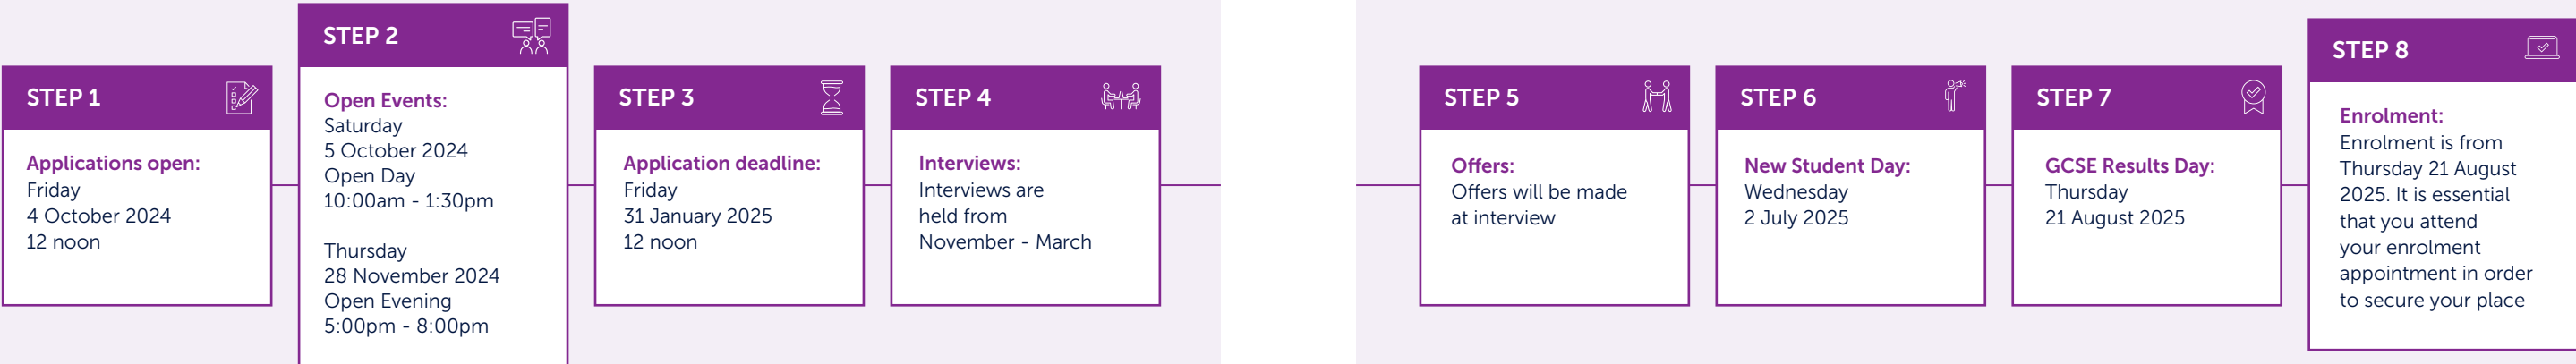 STEP 1
Applications open:
Friday
4 October 2024
12 noon
STEP 2
Open Events:
Saturday
5 October 2024
Open Day
10:00am - 1:30pm
Thursday
28 November 2024
Open Evening
5:00pm - 8:00pm
STEP 3
Application deadline:
Friday
31 January 2025
12 noon
STEP 4
Interviews:
Interviews are
held from
November - March
STEP 5
Offers:
Offers will be made
at interview
STEP 6
New Student Day:
Wednesday
2 July 2025
STEP 7
GCSE Results Day:
Thursday
21 August 2025
STEP 8
Enrolment:
Enrolment is from
Thursday 21 August
2025. It is essential
that you attend
your enrolment
appointment in order
to secure your place